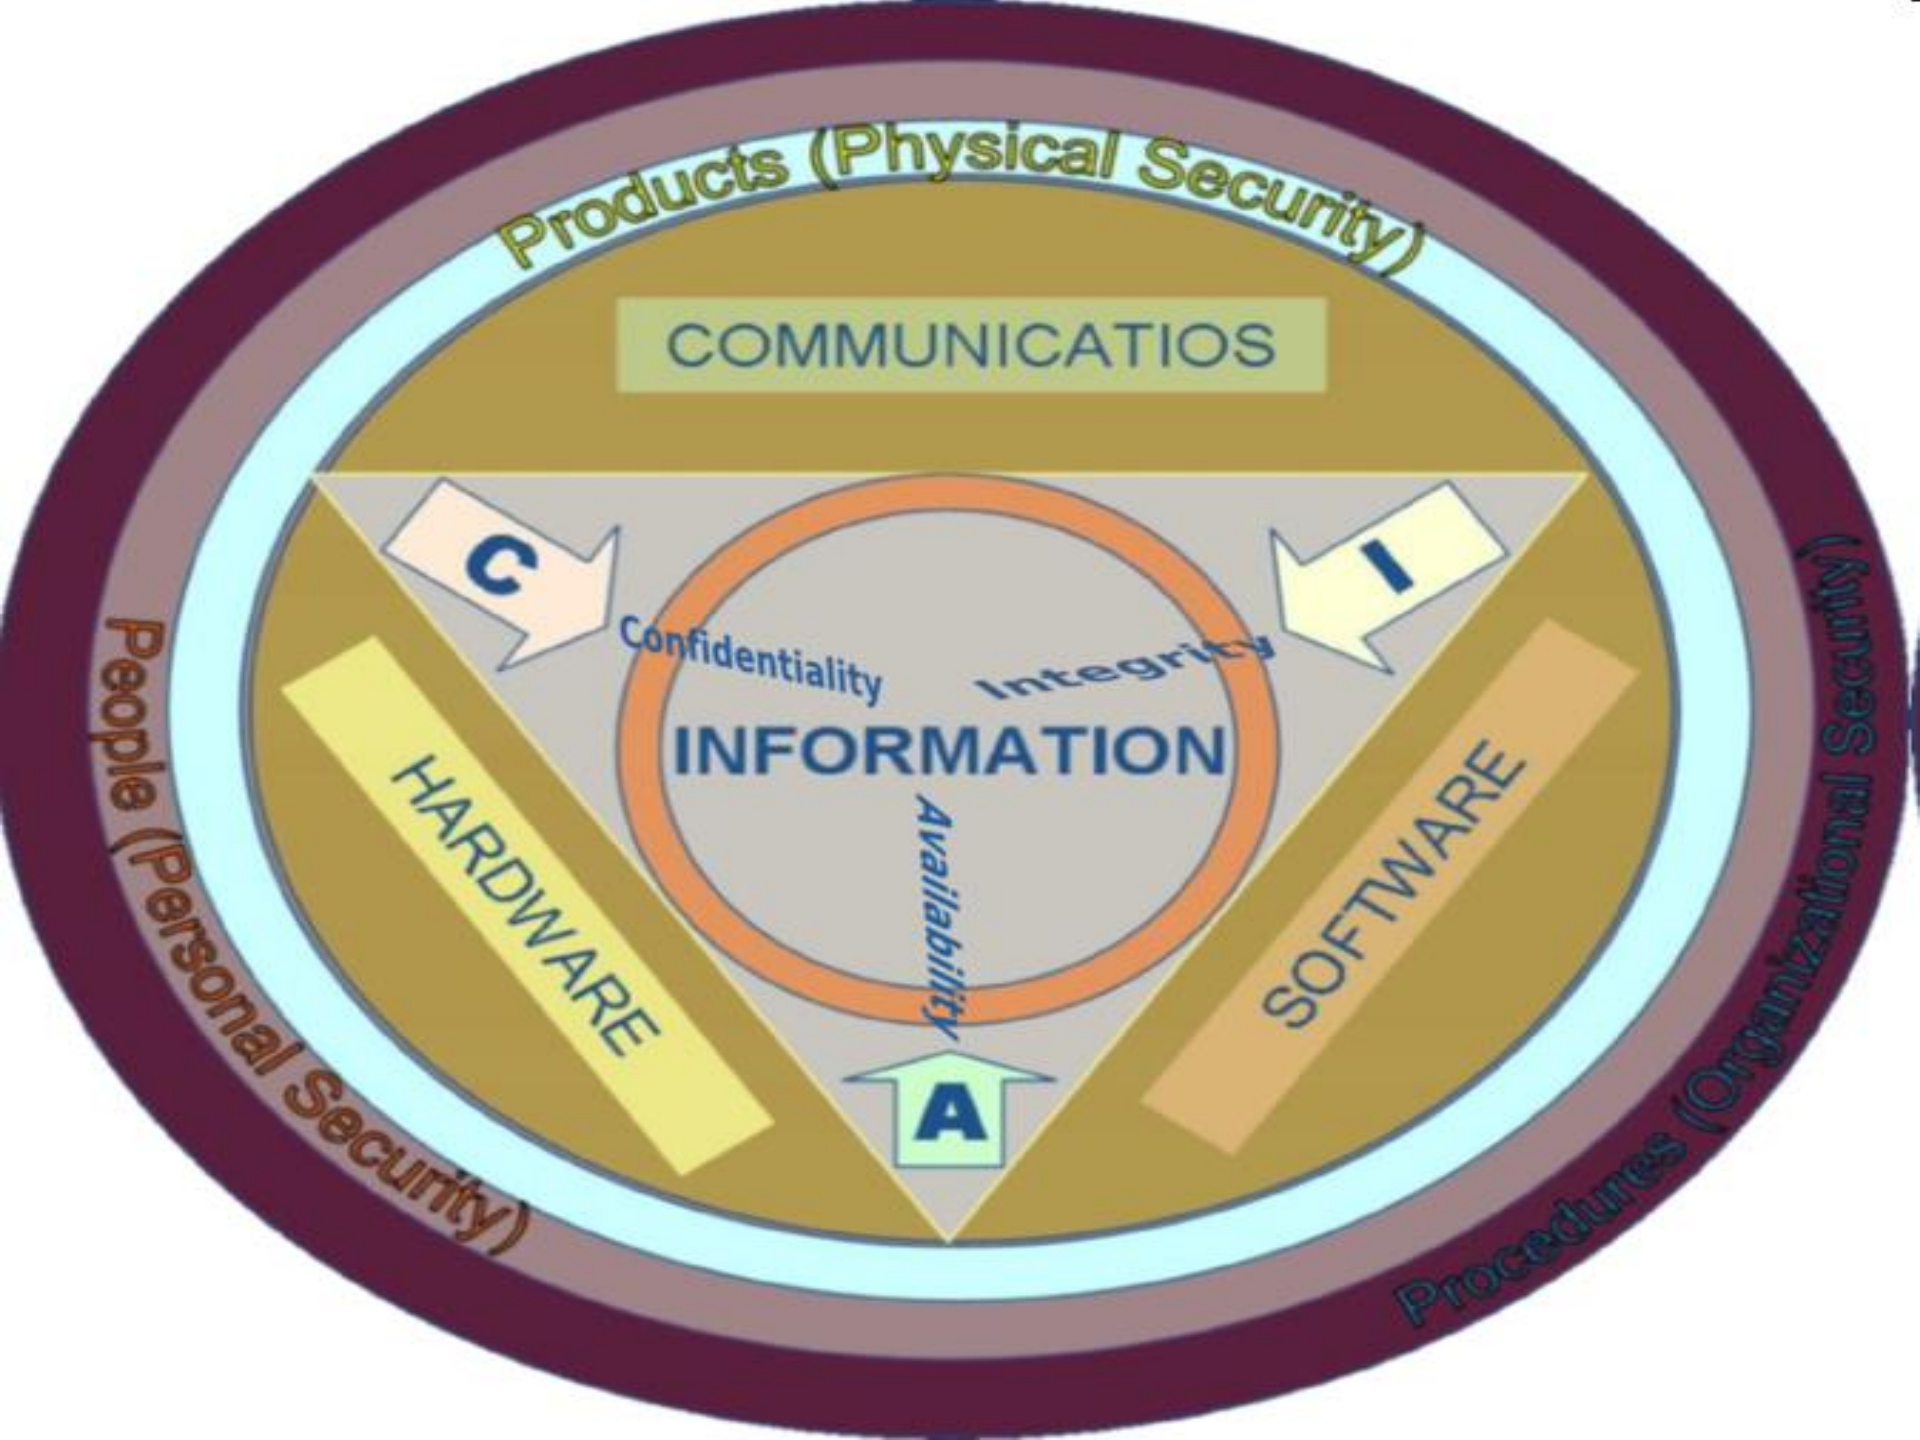 Products (Physical Security)
COMMUNICATIOS
C
I
Confidentiality
Integrity
INFORMATION
Availability
A
HARDWARE
SOFTWARE
People (Personal Security)
Procedures (Organizational Security)